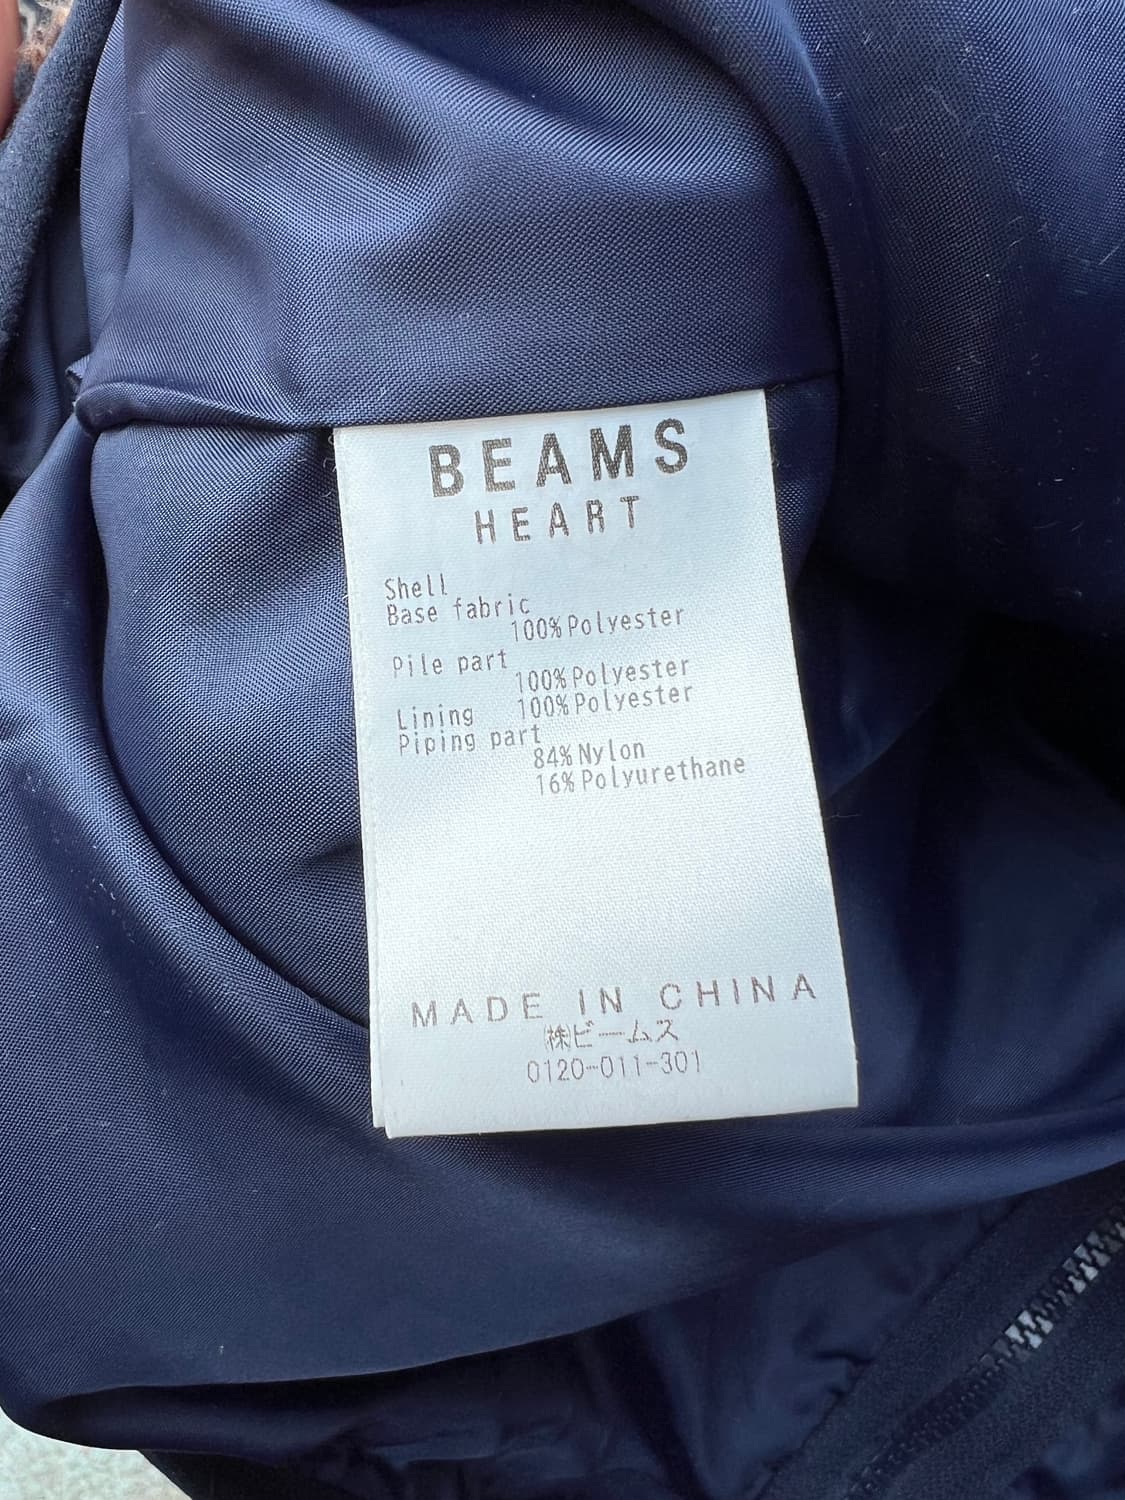 BEAMS
HEART
Shell
Base fabric
100% Polyester
Pile part
100% Polyester
Lining 100% Polyester
Piping part
84% Nylon
16% Polyurethane
MADE IN CHINA
㈱ビームス
0120-011-301